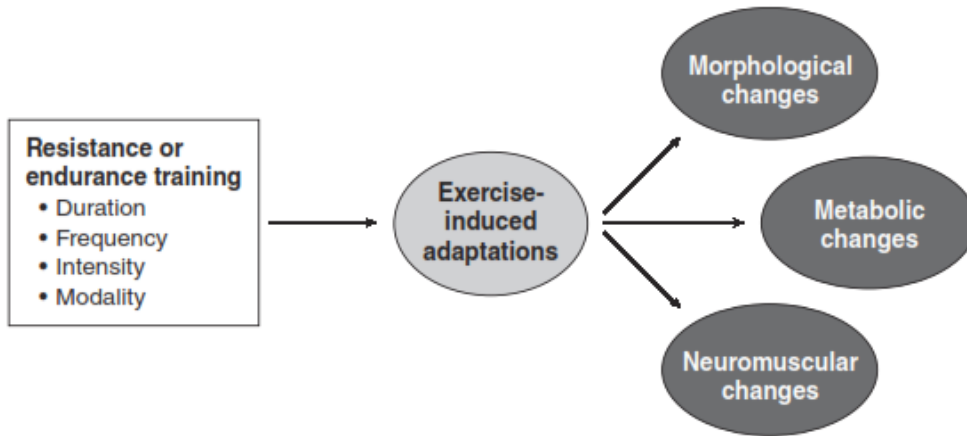 Resistance or
endurance training
• Duration
• Frequency
• Intensity
• Modality
Exercise-
induced
adaptations
Morphological
changes
Metabolic
changes
Neuromuscular
changes